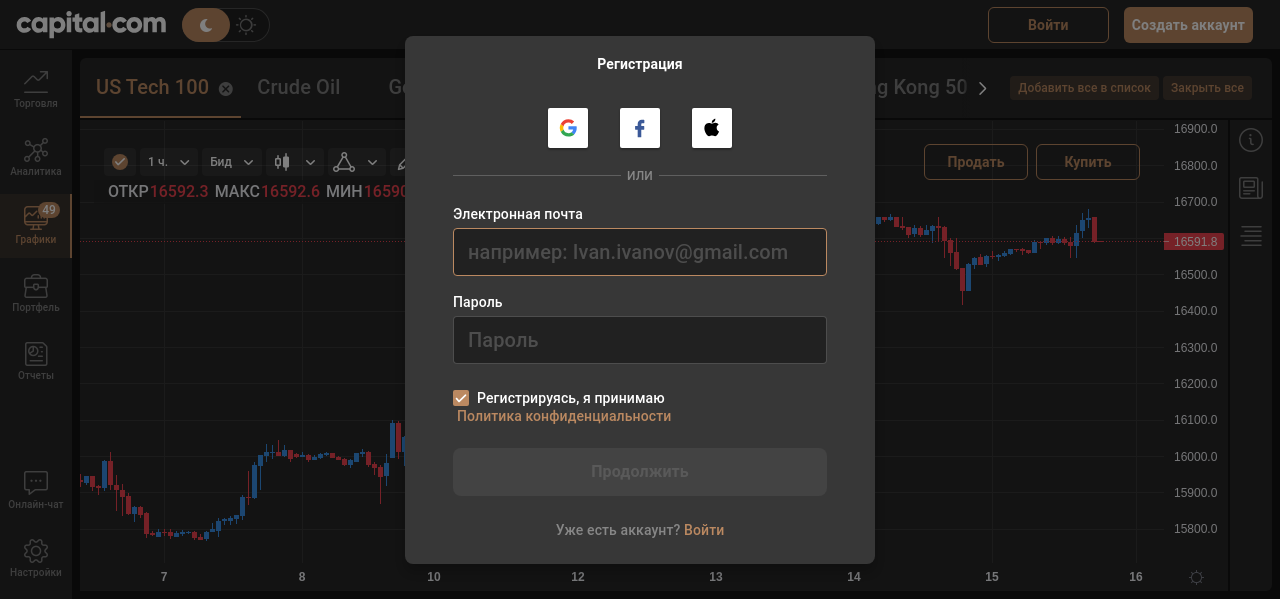 capital.com
Войти
Создать аккаунт
Торговля
Аналитика
49
Графики
Портфель
Отчеты
Онлайн-чат
Настройки
US Tech 100
Crude Oil
g Kong 50
Добавить все в список
Закрыть все
1 ч.
Бид
ОТКР16592.3 МАКС16592.6 МИН16590
Продать
Купить
Регистрация
ИЛИ
Электронная почта
например: Ivan.ivanov@gmail.com
Пароль
Пароль
Регистрируясь, я принимаю
Политика конфиденциальности
Продолжить
Уже есть аккаунт? Войти
16900.0
16800.0
16700.0
16591.8
16500.0
16400.0
16300.0
16200.0
16100.0
16000.0
15900.0
15800.0
7 8 10 12 13 14 15 16